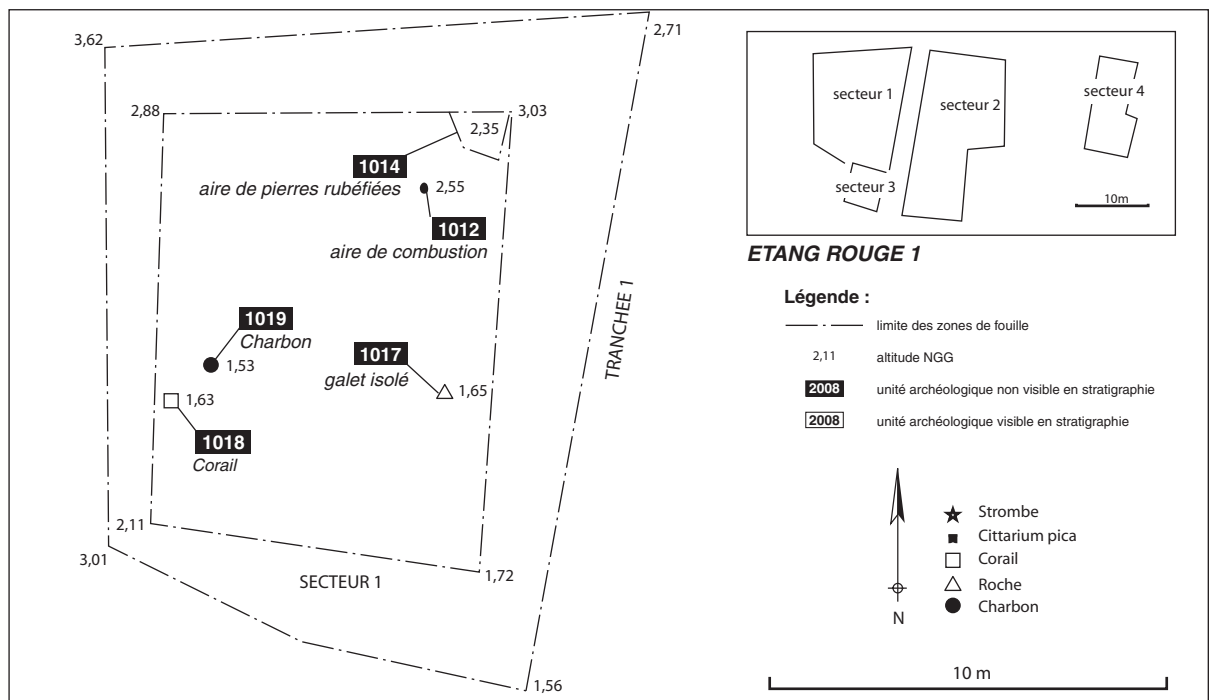 3,62
2,71
2,88
3,03
2,35
1014
aire de pierres rubéfiées
2,55
1012
aire de combustion
1019
Charbon
1,53
1017
galet isolé
1,65
1,63
1018
Corail
TRANCHEE 1
2,11
3,01
SECTEUR 1
1,72
1,56
secteur 1
secteur 2
secteur 4
secteur 3
10m
ETANG ROUGE 1
Légende :
limite des zones de fouille
2,11 altitude NGG
2008 unité archéologique non visible en stratigraphie
2008 unité archéologique visible en stratigraphie
N
Strombe
Cittarium pica
Corail
Roche
Charbon
10 m